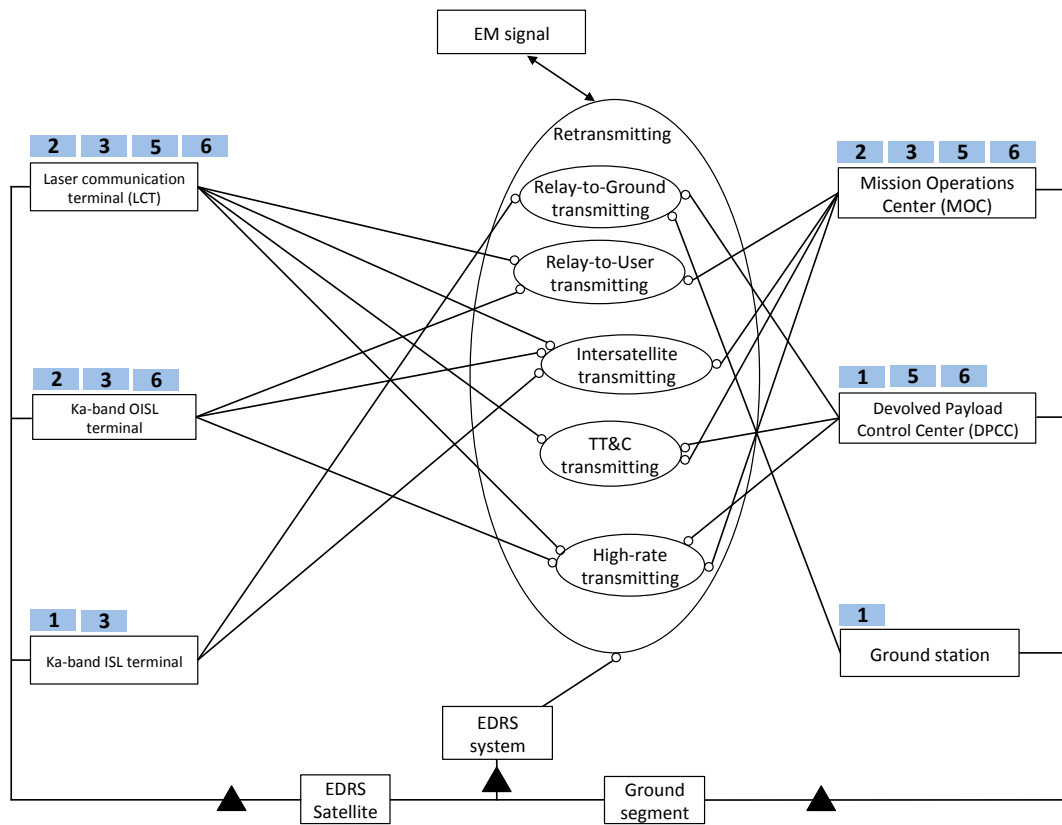 EM signal
Retransmitting
2 3 5 6
Laser communication
terminal (LCT)
Relay-to-Ground
transmitting
2 3 5 6
Mission Operations
Center (MOC)
Relay-to-User
transmitting
2 3 6
Ka-band OISL
terminal
Intersatellite
transmitting
1 5 6
Devolved Payload
Control Center (DPCC)
TT&C
transmitting
High-rate
transmitting
1 3
Ka-band ISL terminal
1
Ground station
EDRS
system
EDRS
Satellite
Ground
segment